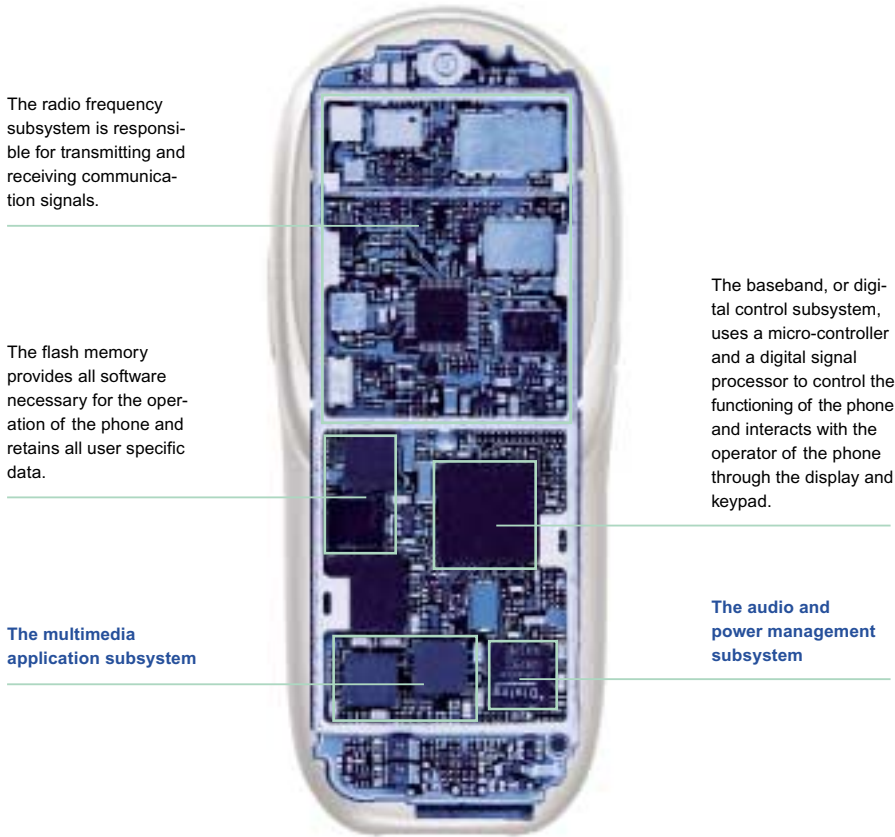 The radio frequency
subsystem is responsi-
ble for transmitting and
receiving communica-
tion signals.
The flash memory
provides all software
necessary for the oper-
ation of the phone and
retains all user specific
data.
The multimedia
application subsystem
The baseband, or digi-
tal control subsystem,
uses a micro-controller
and a digital signal
processor to control the
functioning of the phone
and interacts with the
operator of the phone
through the display and
keypad.
The audio and
power management
subsystem
Dialog